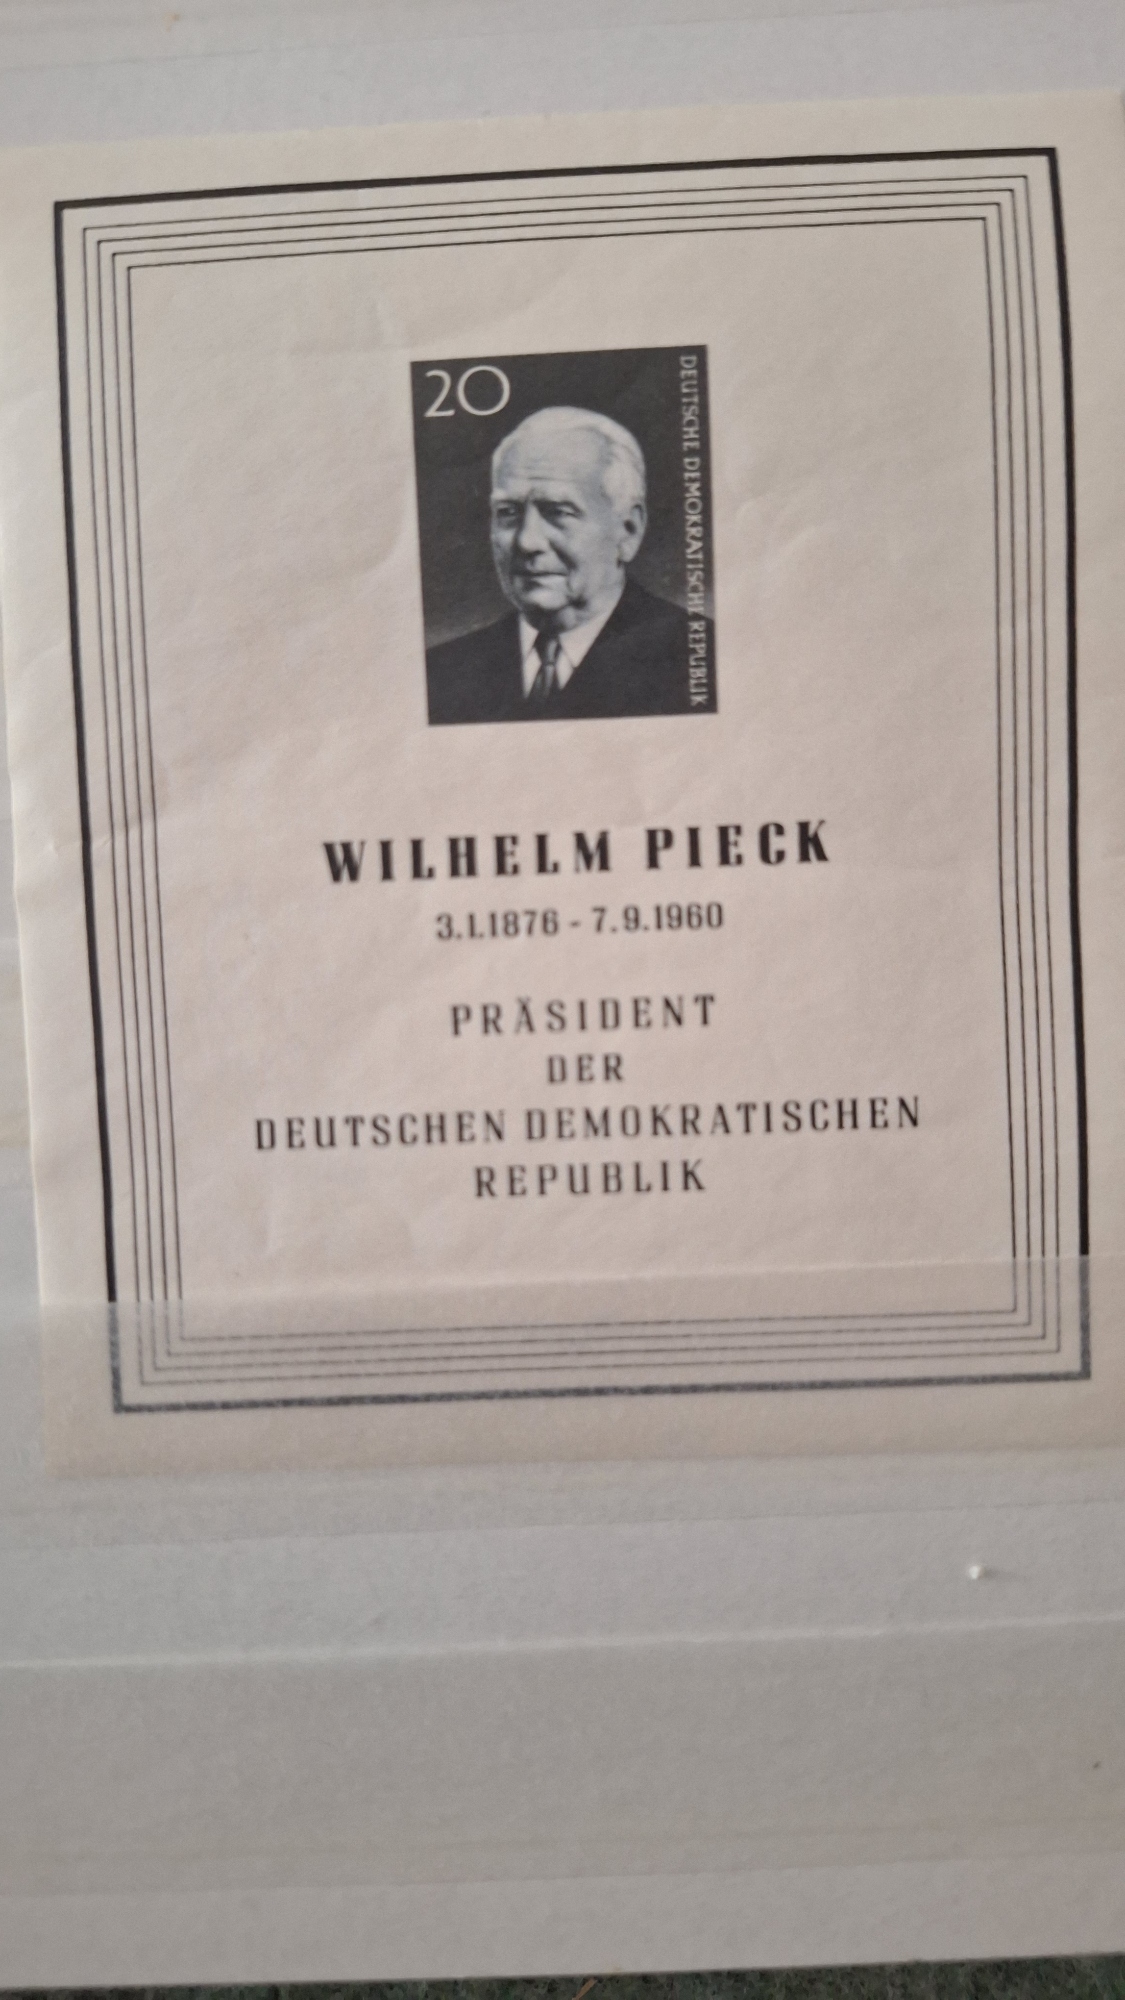 20
DEUTSCHE DEMOKRATISCHE REPUBLIK
WILHELM PIECK
3.1.1876 - 7.9.1960
PRÄSIDENT
DER
DEUTSCHEN DEMOKRATISCHEN
REPUBLIK